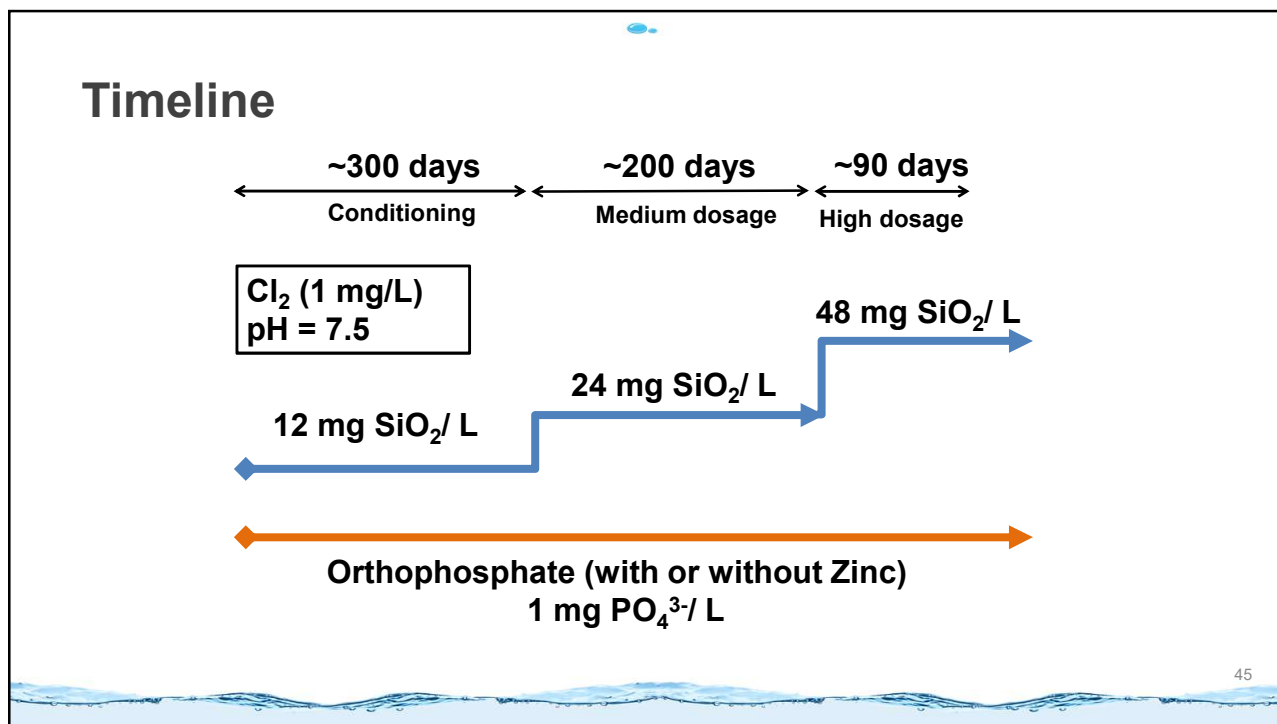 Timeline
~300 days
~200 days
~90 days
Conditioning
Medium dosage
High dosage
Cl₂ (1 mg/L)
pH = 7.5
48 mg SiO₂/ L
24 mg SiO₂/ L
12 mg SiO₂/ L
Orthophosphate (with or without Zinc)
1 mg PO₄³⁻/ L
45